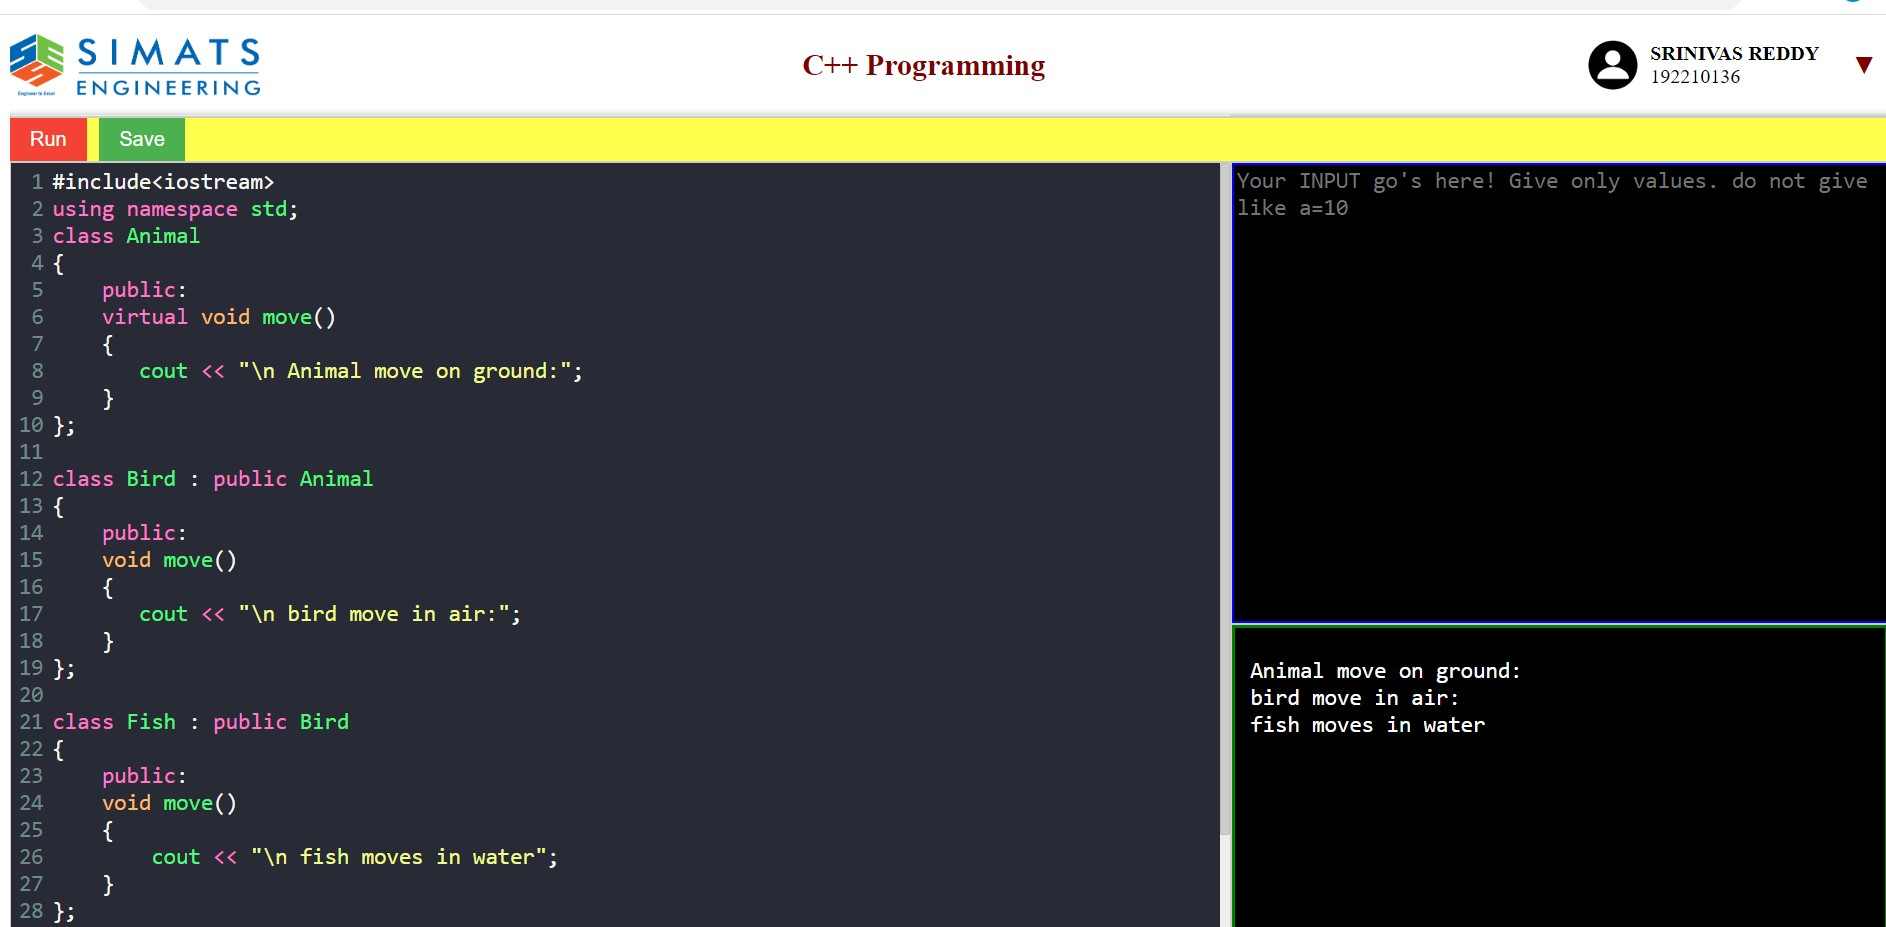 SIMATS
ENGINEERING
Engineer to Excel
C++ Programming
SRINIVAS REDDY
192210136
▼
Run
Save
1 #include<iostream>
2 using namespace std;
3 class Animal
4 {
5     public:
6     virtual void move()
7     {
8        cout << "\n Animal move on ground:";
9     }
10 };
11
12 class Bird : public Animal
13 {
14     public:
15     void move()
16     {
17        cout << "\n bird move in air:";
18     }
19 };
20
21 class Fish : public Bird
22 {
23     public:
24     void move()
25     {
26         cout << "\n fish moves in water";
27     }
28 };
Your INPUT go's here! Give only values. do not give
like a=10
Animal move on ground:
bird move in air:
fish moves in water